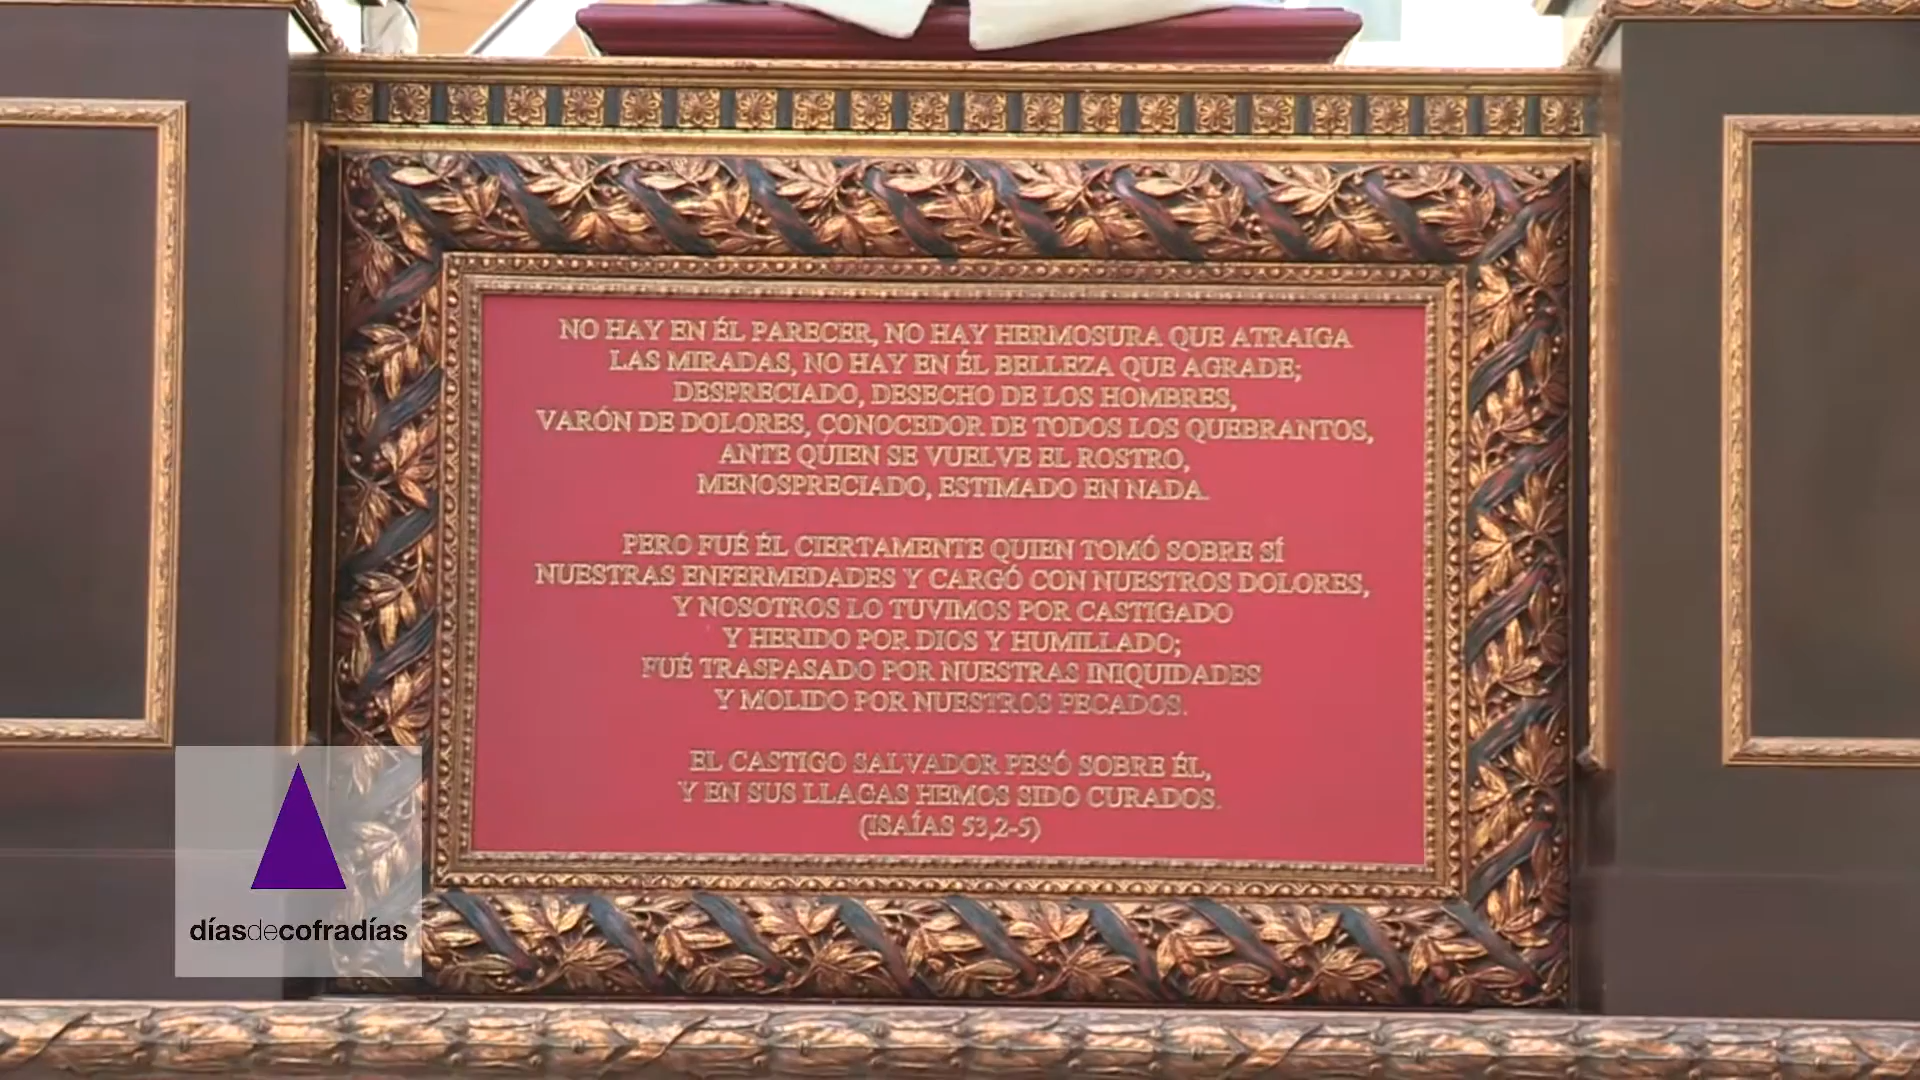 NO HAY EN ÉL PARECER, NO HAY HERMOSURA QUE ATRAIGA
LAS MIRADAS, NO HAY EN ÉL BELLEZA QUE AGRADE;
DESPRECIADO, DESECHO DE LOS HOMBRES,
VARÓN DE DOLORES, CONOCEDOR DE TODOS LOS QUEBRANTOS,
ANTE QUIEN SE VUELVE EL ROSTRO,
MENOSPRECIADO, ESTIMADO EN NADA.
PERO FUÉ ÉL CIERTAMENTE QUIEN TOMÓ SOBRE SÍ
NUESTRAS ENFERMEDADES Y CARGÓ CON NUESTROS DOLORES,
Y NOSOTROS LO TUVIMOS POR CASTIGADO
Y HERIDO POR DIOS Y HUMILLADO;
FUÉ TRASPASADO POR NUESTRAS INIQUIDADES
Y MOLIDO POR NUESTROS PECADOS.
EL CASTIGO SALVADOR PESÓ SOBRE ÉL,
Y EN SUS LLAGAS HEMOS SIDO CURADOS.
(ISAÍAS 53,2-5)
díasdecofradías